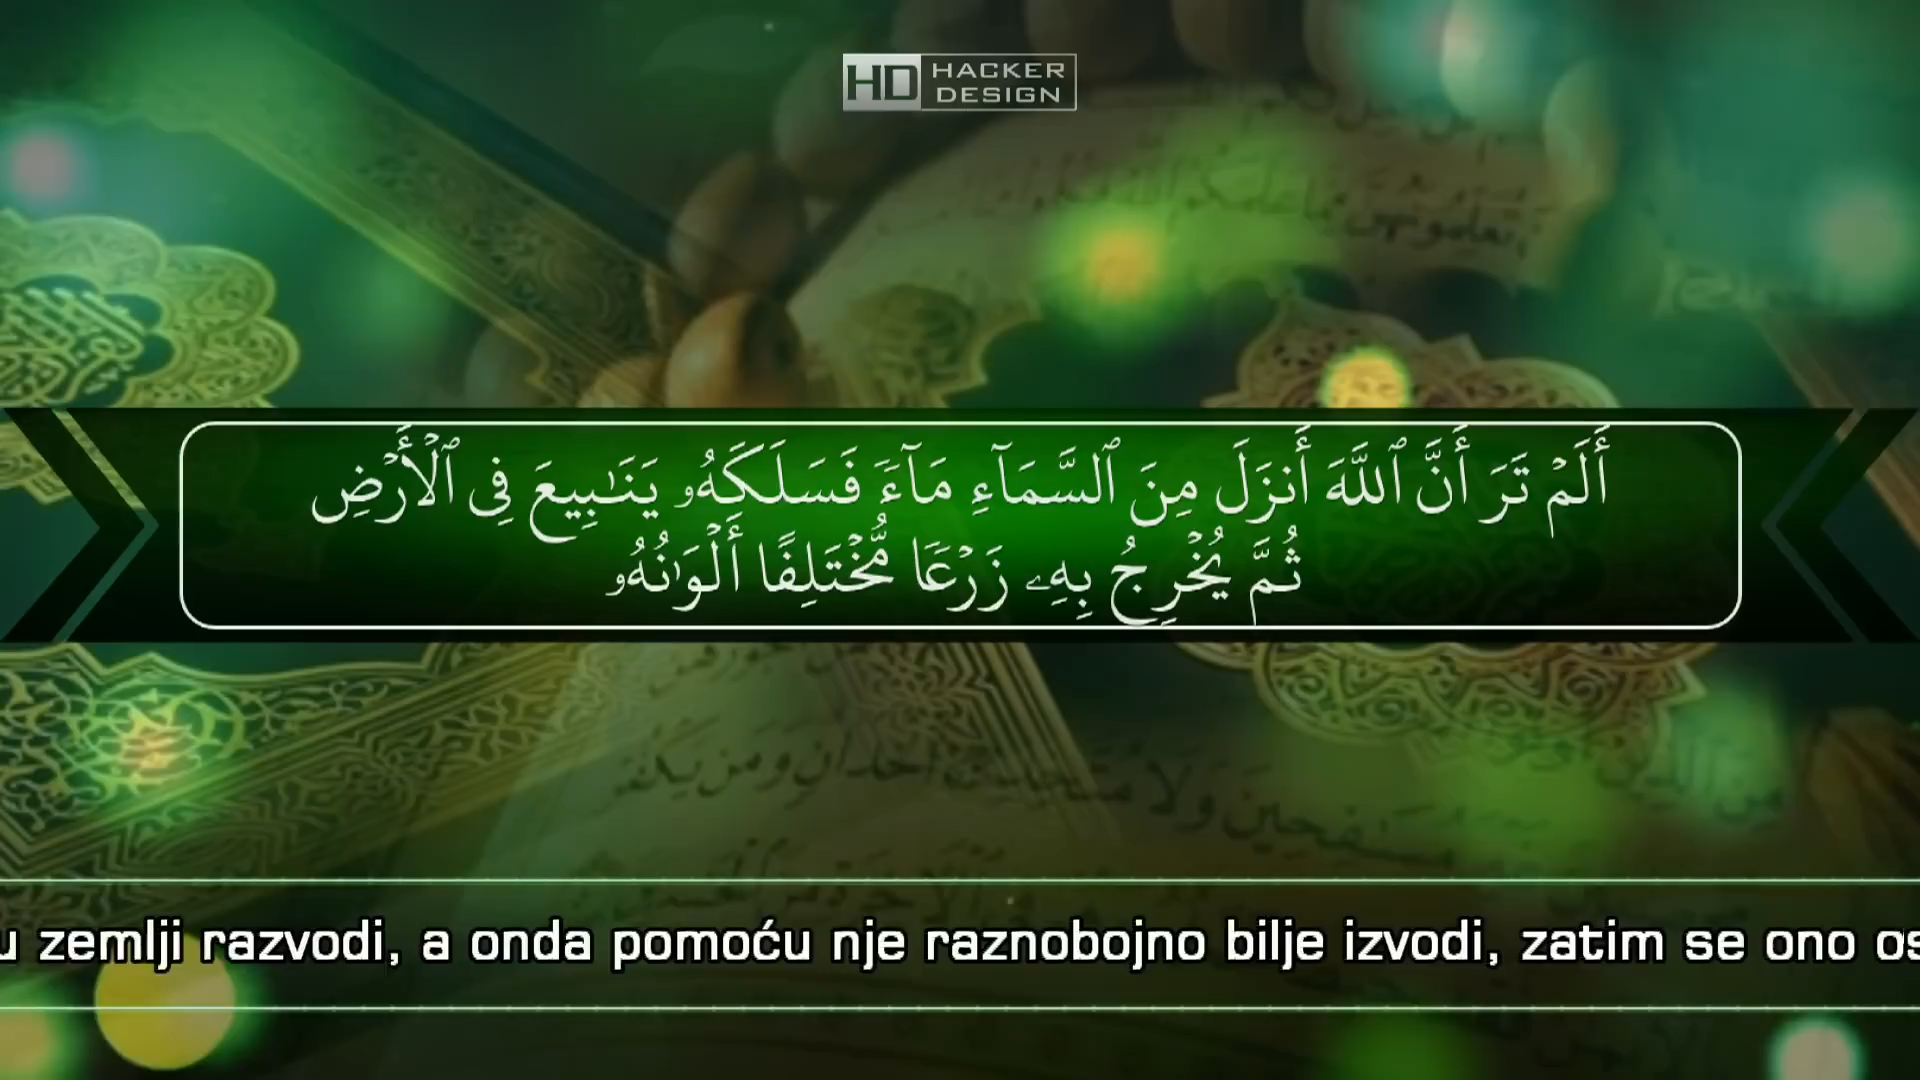 HD HACKER
DESIGN
أَلَمْ تَرَ أَنَّ ٱللَّهَ أَنزَلَ مِنَ ٱلسَّمَآءِ مَآءً فَسَلَكَهُۥ يَنَـٰبِيعَ فِى ٱلْأَرْضِ
ثُمَّ يُخْرِجُ بِهِۦ زَرْعًا مُّخْتَلِفًا أَلْوَٰنُهُۥ
u zemlji razvodi, a onda pomoću nje raznobojno bilje izvodi, zatim se ono os